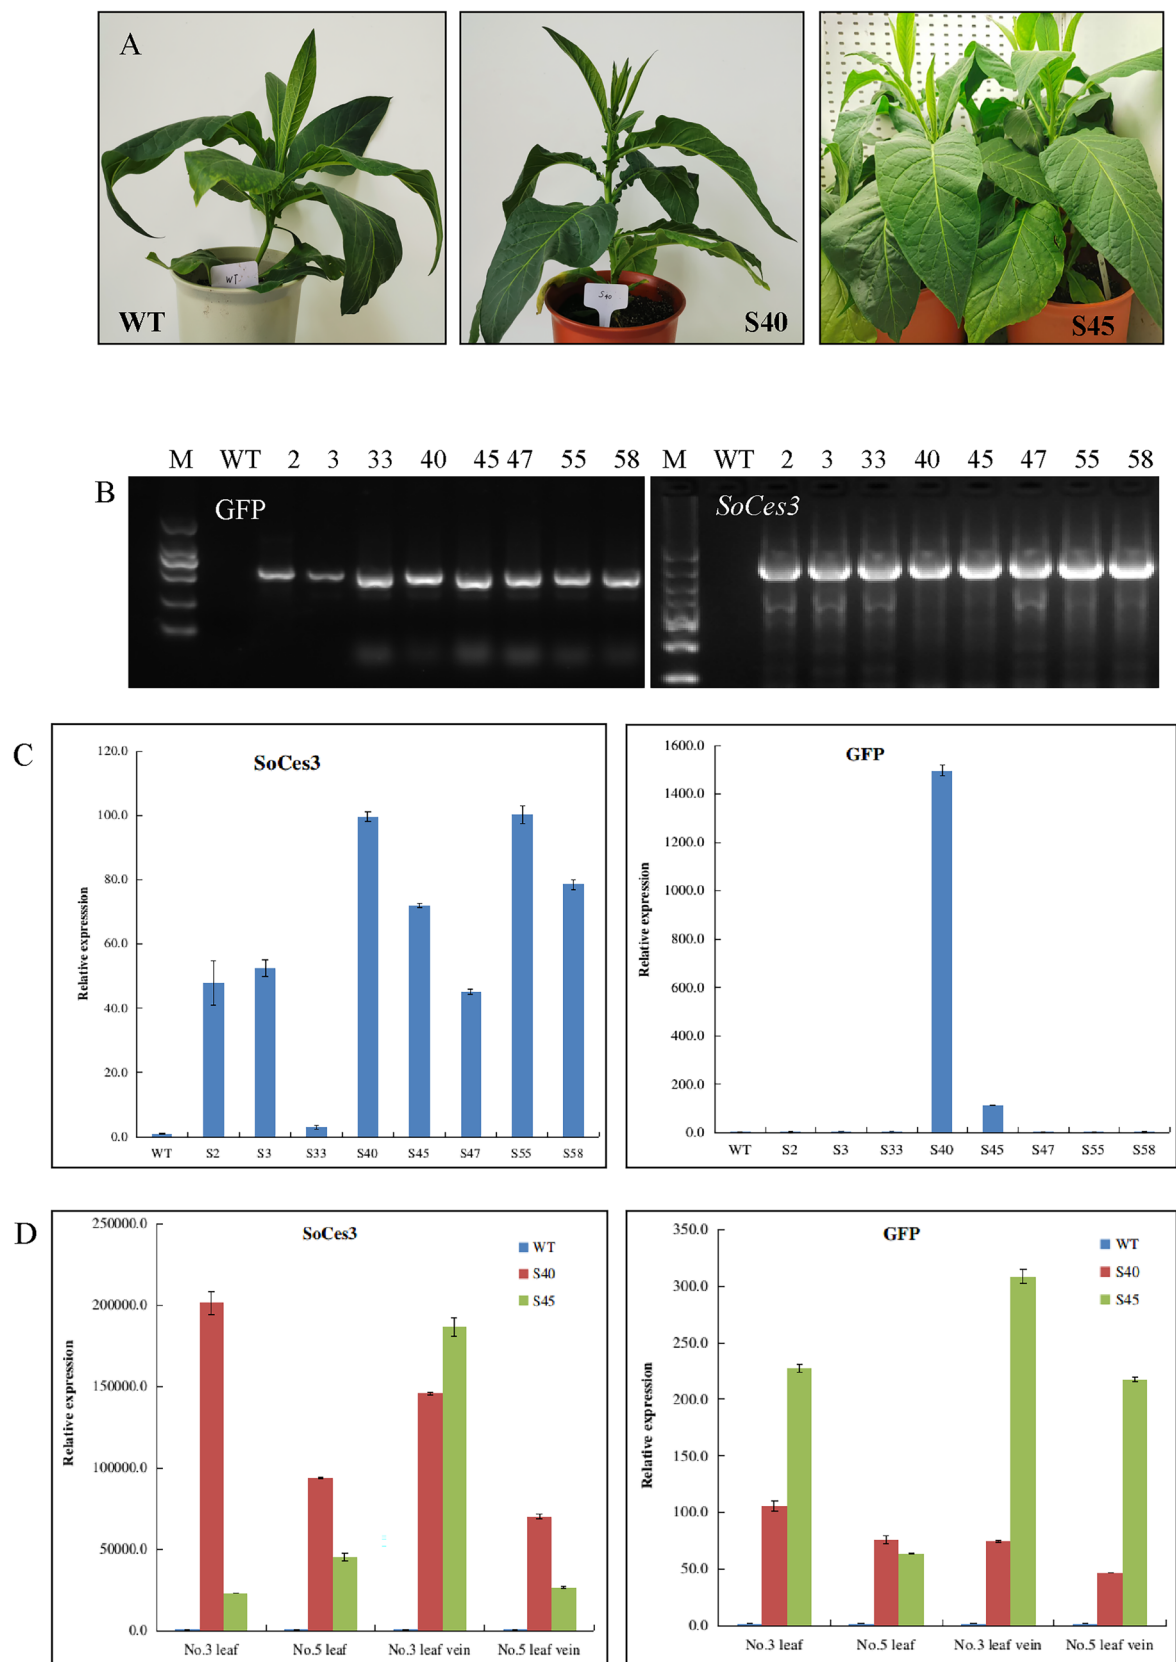 A
WT
WT
S40
S40
S45
M WT 2 3 33 40 45 47 55 58
M WT 2 3 33 40 45 47 55 58
B
GFP
SoCes3
C
SoCes3
Relative expresssion
120.0
100.0
80.0
60.0
40.0
20.0
0.0
WT S2 S3 S33 S40 S45 S47 S55 S58
GFP
Relative expression
1600.0
1400.0
1200.0
1000.0
800.0
600.0
400.0
200.0
0.0
WT S2 S3 S33 S40 S45 S47 S55 S58
D
SoCes3
Relative expression
250000.0
200000.0
150000.0
100000.0
50000.0
0.0
WT
S40
S45
No.3 leaf No.5 leaf No.3 leaf vein No.5 leaf vein
GFP
Relative expression
350.0
300.0
250.0
200.0
150.0
100.0
50.0
0.0
WT
S40
S45
No.3 leaf No.5 leaf No.3 leaf vein No.5 leaf vein